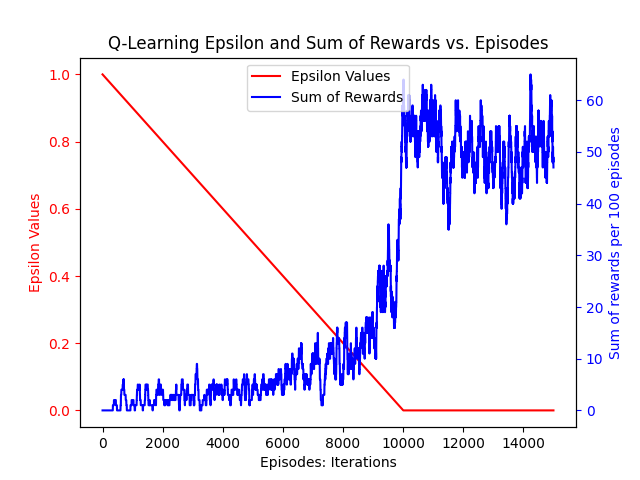 Q-Learning Epsilon and Sum of Rewards vs. Episodes
Epsilon Values
Sum of Rewards
1.0
0.8
0.6
0.4
0.2
0.0
Epsilon Values
60
50
40
30
20
10
0
Sum of rewards per 100 episodes
0 2000 4000 6000 8000 10000 12000 14000
Episodes: Iterations